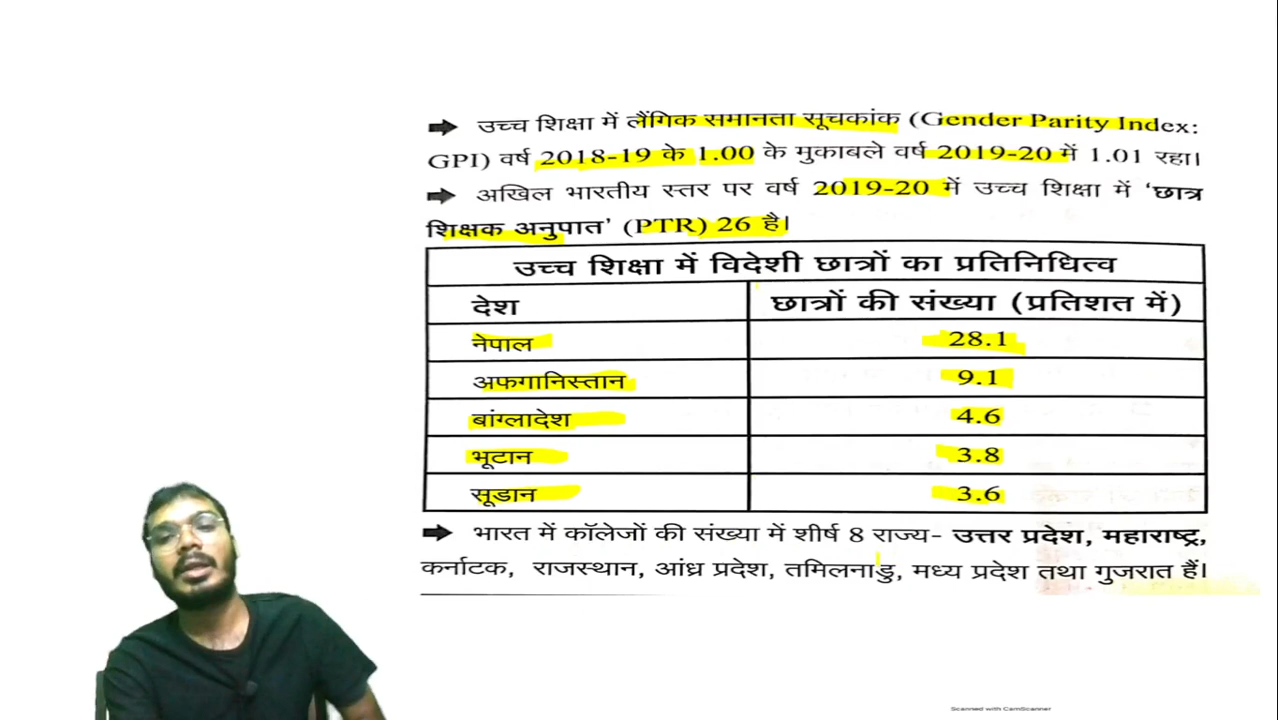 ➡ उच्च शिक्षा में लैंगिक समानता सूचकांक (Gender Parity Index:
GPI) वर्ष 2018-19 के 1.00 के मुकाबले वर्ष 2019-20 में 1.01 रहा।
➡ अखिल भारतीय स्तर पर वर्ष 2019-20 में उच्च शिक्षा में ‘छात्र
शिक्षक अनुपात’ (PTR) 26 है।
उच्च शिक्षा में विदेशी छात्रों का प्रतिनिधित्व
देश छात्रों की संख्या (प्रतिशत में)
नेपाल 28.1
अफगानिस्तान 9.1
बांग्लादेश 4.6
भूटान 3.8
सूडान 3.6
➡ भारत में कॉलेजों की संख्या में शीर्ष 8 राज्य- उत्तर प्रदेश, महाराष्ट्र,
कर्नाटक, राजस्थान, आंध्र प्रदेश, तमिलनाडु, मध्य प्रदेश तथा गुजरात हैं।
Scanned with CamScanner